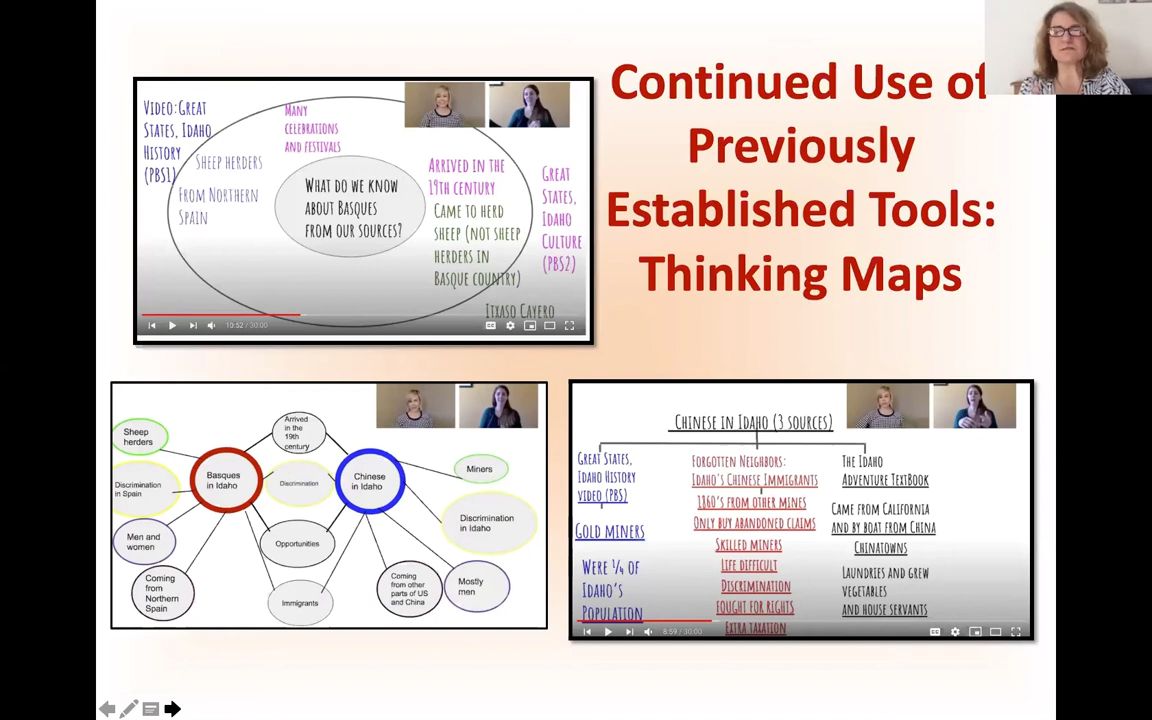 Continued Use of
Previously
Established Tools:
Thinking Maps
VIDEO: GREAT
STATES, IDAHO
HISTORY
(PBS1)
SHEEP HERDERS
FROM NORTHERN
SPAIN
MANY
CELEBRATIONS
AND FESTIVALS
WHAT DO WE KNOW
ABOUT BASQUES
FROM OUR SOURCES?
ARRIVED IN THE
19TH CENTURY
CAME TO HERD
SHEEP (NOT SHEEP
HERDERS IN
BASQUE COUNTRY)
ITXASO CAYERO
GREAT
STATES,
IDAHO
CULTURE
(PBS2)
10:52 / 30:00
Sheep
herders
Discrimination
in Spain
Men and
women
Coming
from
Northern
Spain
Basques
in Idaho
Arrived
in the
19th
century
Discrimination
Opportunities
Immigrants
Chinese
in Idaho
Miners
Discrimination
in Idaho
Mostly
men
Coming
from other
parts of US
and China
CHINESE IN IDAHO (3 SOURCES)
GREAT STATES,
IDAHO HISTORY
VIDEO (PBS)
GOLD MINERS
WERE ¼ OF
IDAHO'S
POPULATION
FORGOTTEN NEIGHBORS:
IDAHO'S CHINESE IMMIGRANTS
1860'S FROM OTHER MINES
ONLY BUY ABANDONED CLAIMS
SKILLED MINERS
LIFE DIFFICULT
DISCRIMINATION
FOUGHT FOR RIGHTS
EXTRA TAXATION
THE IDAHO
ADVENTURE TEXTBOOK
CAME FROM CALIFORNIA
AND BY BOAT FROM CHINA
CHINATOWNS
LAUNDRIES AND GREW
VEGETABLES
AND HOUSE SERVANTS
8:59 / 30:00